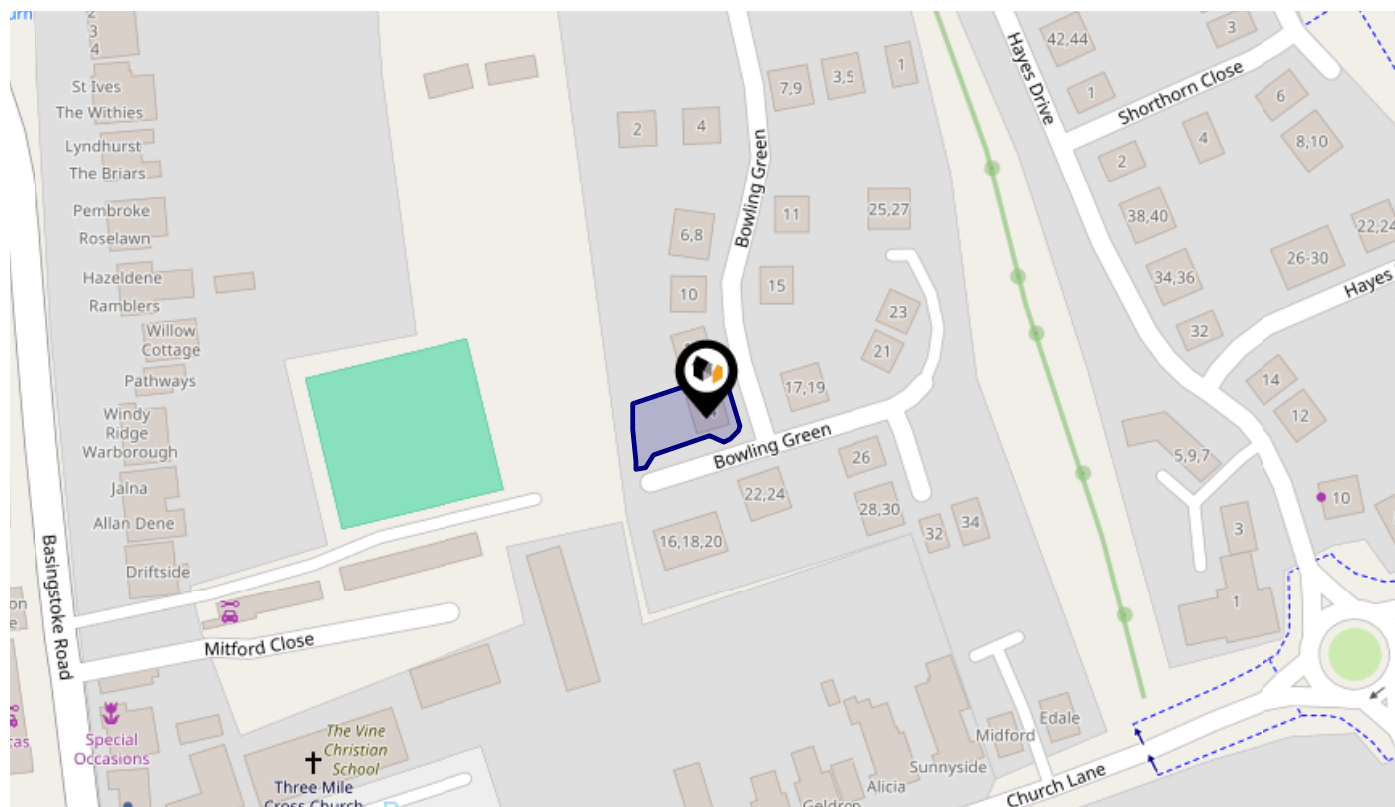 2
3
4
St Ives
The Withies
Lyndhurst
The Briars
Pembroke
Roselawn
Hazeldene
Ramblers
Willow
Cottage
Pathways
Windy
Ridge
Warborough
Jalna
Allan Dene
Driftside
Basingstoke Road
Mitford Close
Special
Occasions
The Vine
Christian
School
Three Mile
Cross Church
2
4
6,8
10
7,9
3,5
1
Bowling Green
11
25,27
15
23
21
17,19
Bowling Green
26
22,24
28,30
16,18,20
32
34
Hayes Drive
42,44
3
1
Shorthorn Close
6
4
8,10
2
38,40
22,24
26-30
34,36
Hayes
32
14
12
5,9,7
10
3
1
Edale
Midford
Sunnyside
Alicia
Geldrop
Church Lane